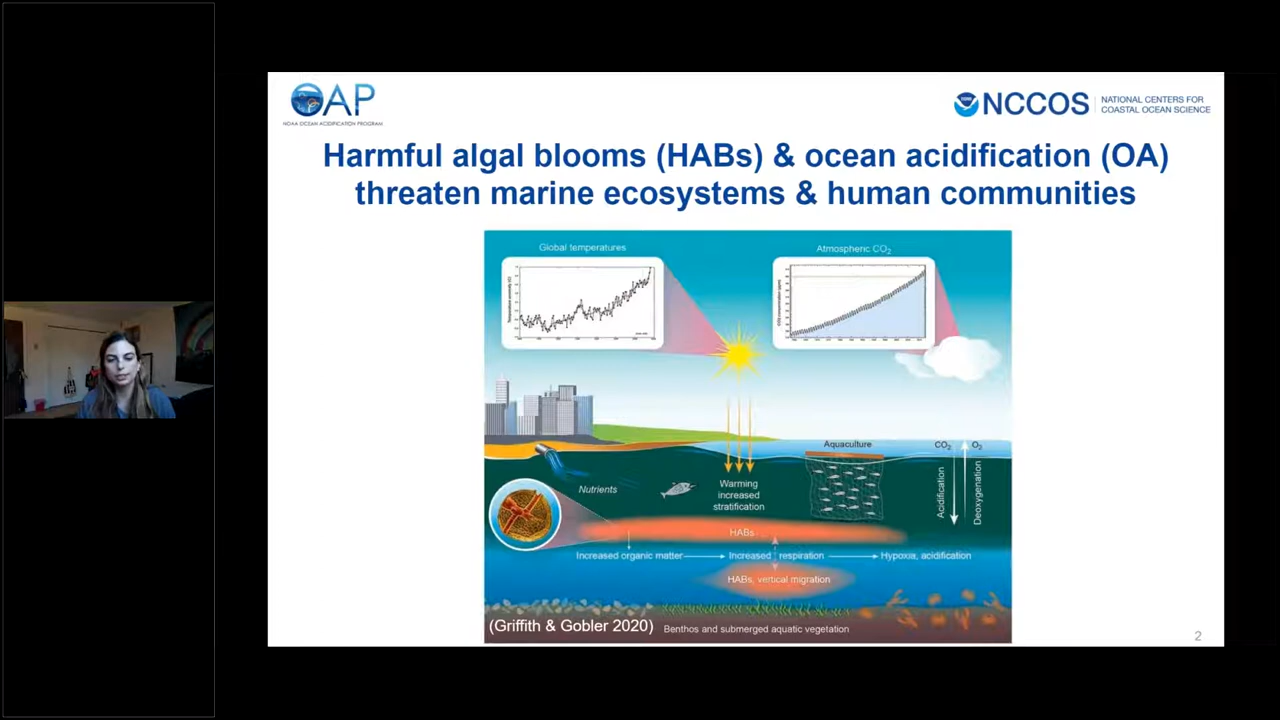 OAP
NOAA OCEAN ACIDIFICATION PROGRAM
NCCOS
NATIONAL CENTERS FOR
COASTAL OCEAN SCIENCE
Harmful algal blooms (HABs) & ocean acidification (OA)
threaten marine ecosystems & human communities
Global temperatures
Atmospheric CO₂
Aquaculture
CO₂
O₂
Acidification
Deoxygenation
Nutrients
Warming
increased
stratification
HABs
Increased organic matter
Increased respiration
Hypoxia, acidification
HABs, vertical migration
(Griffith & Gobler 2020)
Benthos and submerged aquatic vegetation
2